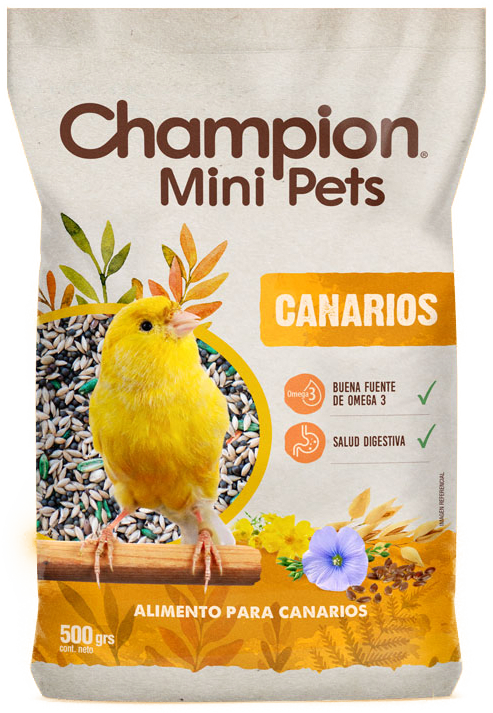 Champion®
Mini Pets
CANARIOS
Omega 3
BUENA FUENTE
DE OMEGA 3
SALUD DIGESTIVA
IMAGEN REFERENCIAL
ALIMENTO PARA CANARIOS
500 grs
cont. neto